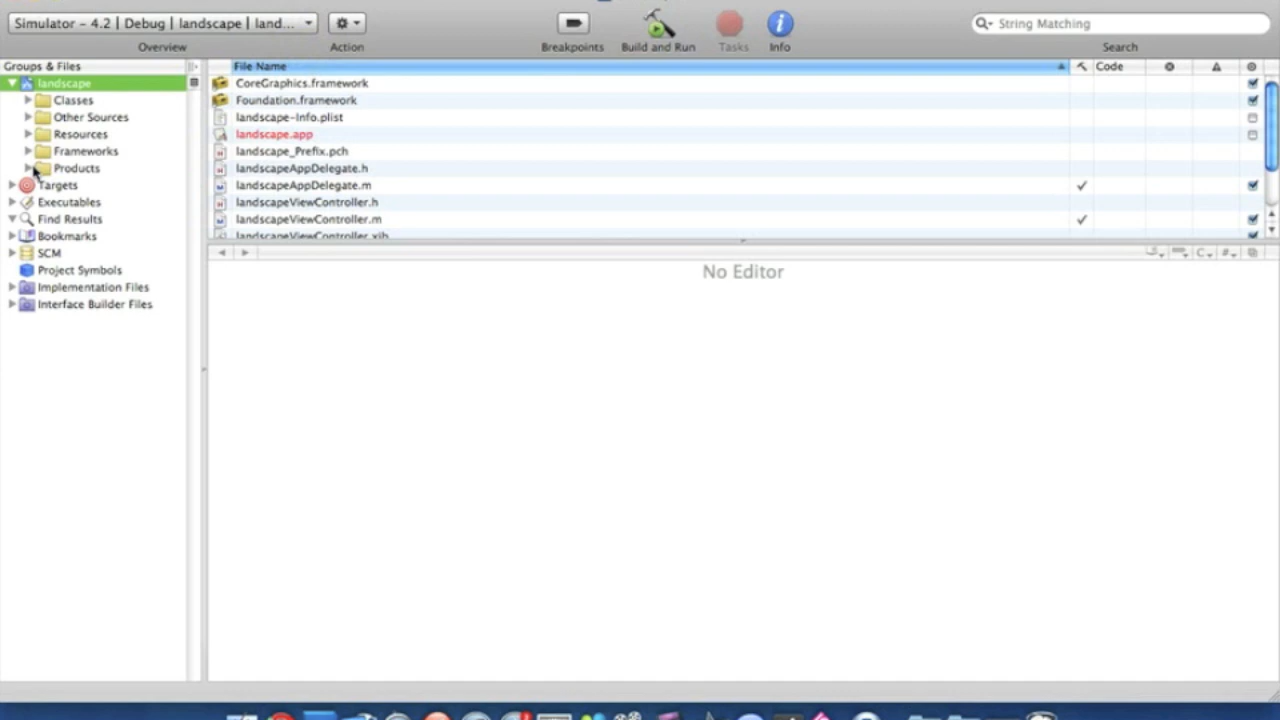 Simulator - 4.2 | Debug | landscape | land...
Overview
Action
Breakpoints
Build and Run
Tasks
Info
String Matching
Search
Groups & Files
landscape
Classes
Other Sources
Resources
Frameworks
Products
Targets
Executables
Find Results
Bookmarks
SCM
Project Symbols
Implementation Files
Interface Builder Files
File Name
Code
CoreGraphics.framework
Foundation.framework
landscape-Info.plist
landscape.app
landscape_Prefix.pch
landscapeAppDelegate.h
landscapeAppDelegate.m
landscapeViewController.h
landscapeViewController.m
landscapeViewController.xib
C
#
No Editor